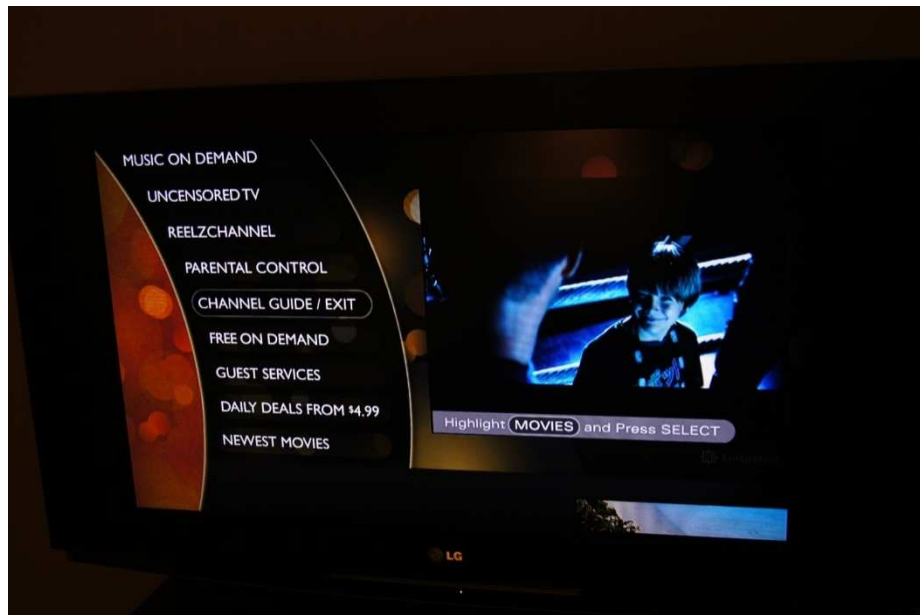 MUSIC ON DEMAND
UNCENSORED TV
REELZCHANNEL
PARENTAL CONTROL
CHANNEL GUIDE / EXIT
FREE ON DEMAND
GUEST SERVICES
DAILY DEALS FROM $4.99
NEWEST MOVIES
Highlight MOVIES and Press SELECT
LG